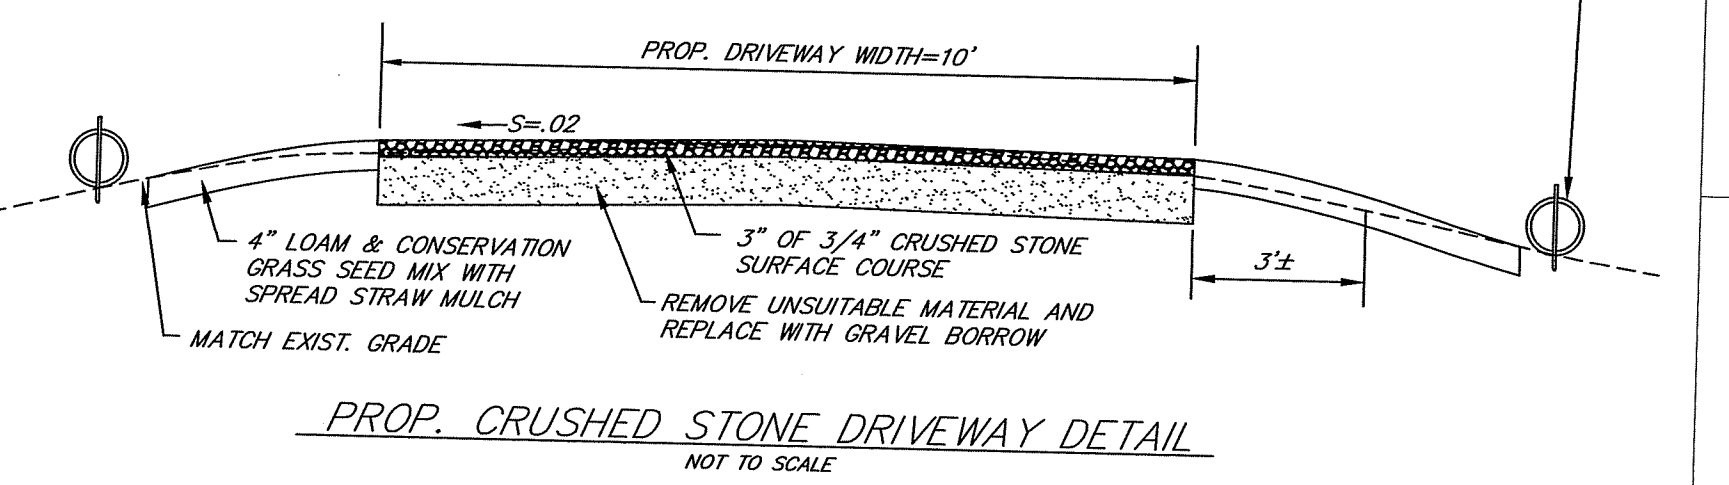 PROP. DRIVEWAY WIDTH=10'
S=.02
4" LOAM & CONSERVATION
GRASS SEED MIX WITH
SPREAD STRAW MULCH
MATCH EXIST. GRADE
3" OF 3/4" CRUSHED STONE
SURFACE COURSE
REMOVE UNSUITABLE MATERIAL AND
REPLACE WITH GRAVEL BORROW
3'±
PROP. CRUSHED STONE DRIVEWAY DETAIL
NOT TO SCALE